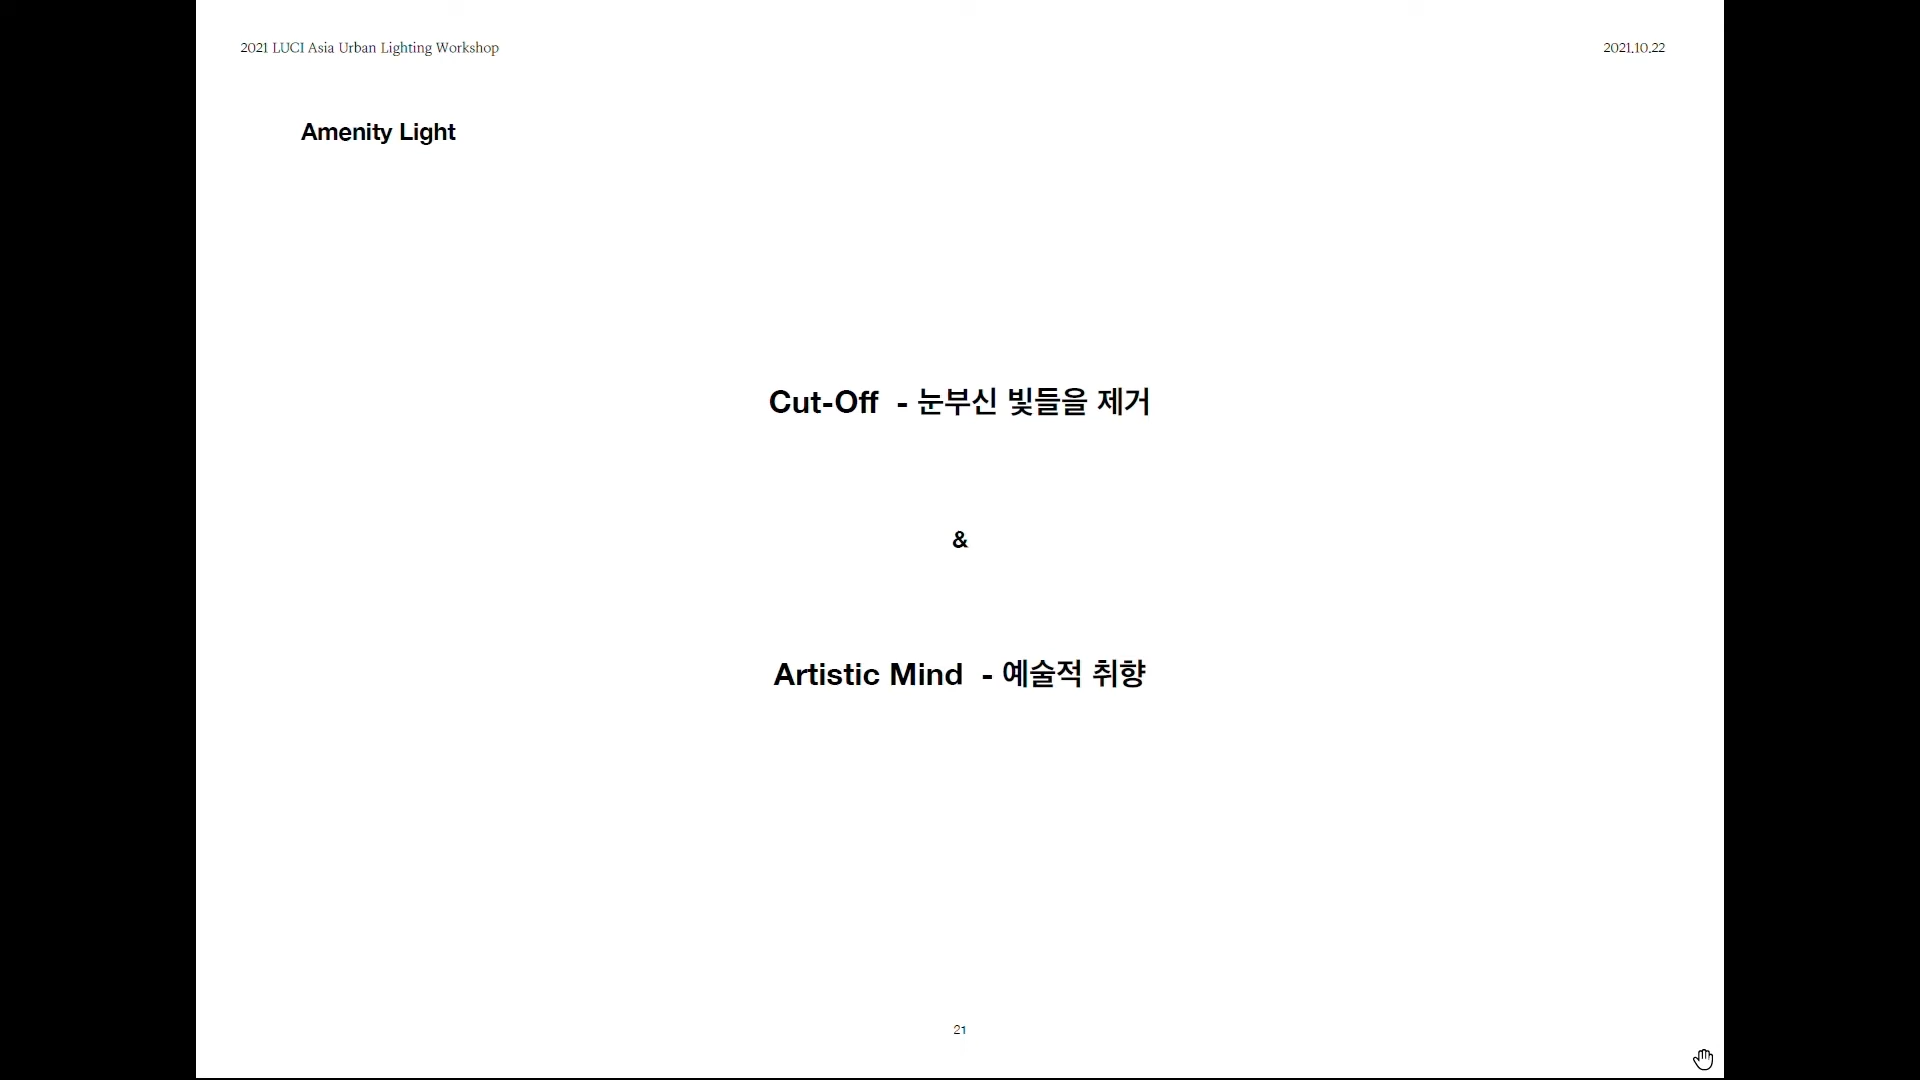 2021 LUCI Asia Urban Lighting Workshop
2021.10.22
Amenity Light
Cut-Off - 눈부신 빛들을 제거
&
Artistic Mind - 예술적 취향
21